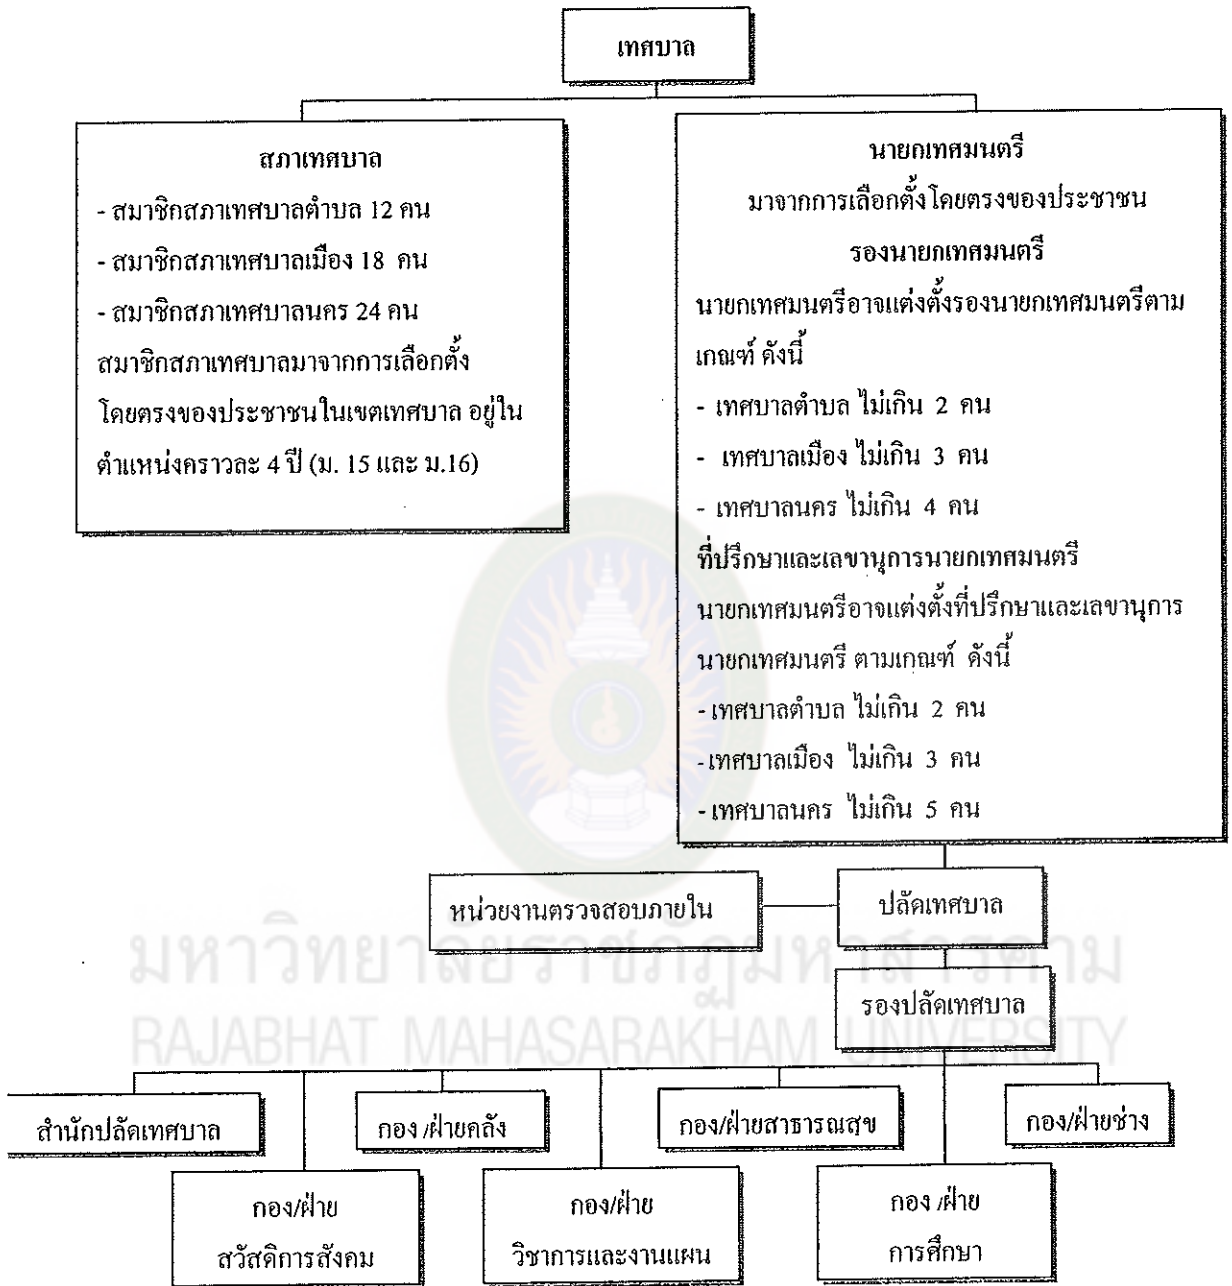 เทศบาล
สภาเทศบาล
- สมาชิกสภาเทศบาลตำบล 12 คน
- สมาชิกสภาเทศบาลเมือง 18 คน
- สมาชิกสภาเทศบาลนคร 24 คน
สมาชิกสภาเทศบาลมาจากการเลือกตั้ง
โดยตรงของประชาชนในเขตเทศบาล อยู่ใน
ตำแหน่งคราวละ 4 ปี (ม. 15 และ ม.16)
นายกเทศมนตรี
มาจากการเลือกตั้งโดยตรงของประชาชน
รองนายกเทศมนตรี
นายกเทศมนตรีอาจแต่งตั้งรองนายกเทศมนตรีตาม
เกณฑ์ ดังนี้
- เทศบาลตำบล ไม่เกิน 2 คน
- เทศบาลเมือง ไม่เกิน 3 คน
- เทศบาลนคร ไม่เกิน 4 คน
ที่ปรึกษาและเลขานุการนายกเทศมนตรี
นายกเทศมนตรีอาจแต่งตั้งที่ปรึกษาและเลขานุการ
นายกเทศมนตรี ตามเกณฑ์ ดังนี้
- เทศบาลตำบล ไม่เกิน 2 คน
- เทศบาลเมือง ไม่เกิน 3 คน
- เทศบาลนคร ไม่เกิน 5 คน
หน่วยงานตรวจสอบภายใน
ปลัดเทศบาล
มหาวิทยาลัยราชภัฏมหาสารคาม
รองปลัดเทศบาล
RAJABHAT MAHASARAKHAM UNIVERSITY
สำนักปลัดเทศบาล
กอง /ฝ่ายคลัง
กอง/ฝ่ายสาธารณสุข
กอง/ฝ่ายช่าง
กอง/ฝ่าย
สวัสดิการสังคม
กอง/ฝ่าย
วิชาการและงานแผน
กอง /ฝ่าย
การศึกษา